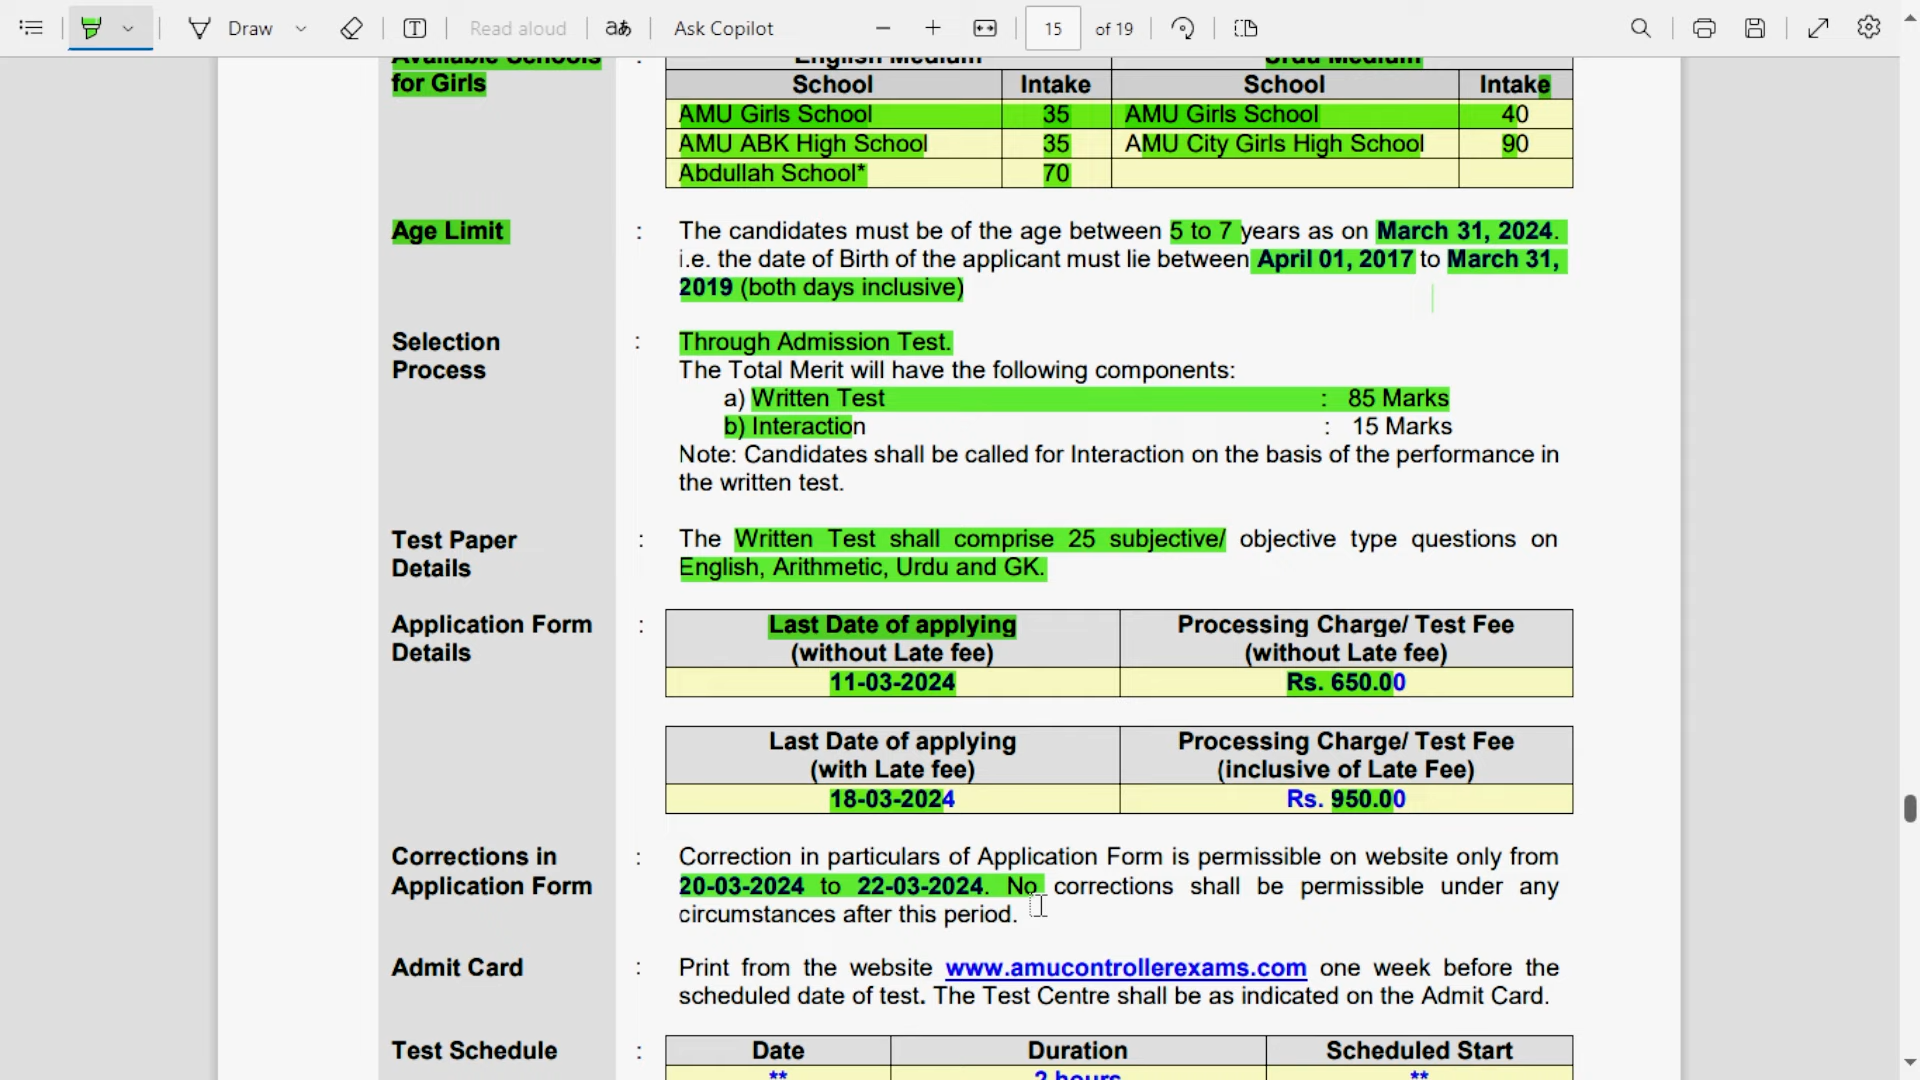 Draw
Read aloud
aあ
Ask Copilot
15 of 19
Available Schools : English Medium Urdu Medium
for Girls School Intake School Intake
AMU Girls School 35 AMU Girls School 40
AMU ABK High School 35 AMU City Girls High School 90
Abdullah School* 70
Age Limit : The candidates must be of the age between 5 to 7 years as on March 31, 2024.
i.e. the date of Birth of the applicant must lie between April 01, 2017 to March 31,
2019 (both days inclusive)
Selection : Through Admission Test.
Process The Total Merit will have the following components:
a) Written Test : 85 Marks
b) Interaction : 15 Marks
Note: Candidates shall be called for Interaction on the basis of the performance in
the written test.
Test Paper : The Written Test shall comprise 25 subjective/ objective type questions on
Details English, Arithmetic, Urdu and GK.
Application Form : Last Date of applying Processing Charge/ Test Fee
Details (without Late fee) (without Late fee)
11-03-2024 Rs. 650.00
Last Date of applying Processing Charge/ Test Fee
(with Late fee) (inclusive of Late Fee)
18-03-2024 Rs. 950.00
Corrections in : Correction in particulars of Application Form is permissible on website only from
Application Form 20-03-2024 to 22-03-2024. No corrections shall be permissible under any
circumstances after this period.
Admit Card : Print from the website www.amucontrollerexams.com one week before the
scheduled date of test. The Test Centre shall be as indicated on the Admit Card.
Test Schedule : Date Duration Scheduled Start
** 2 hours **